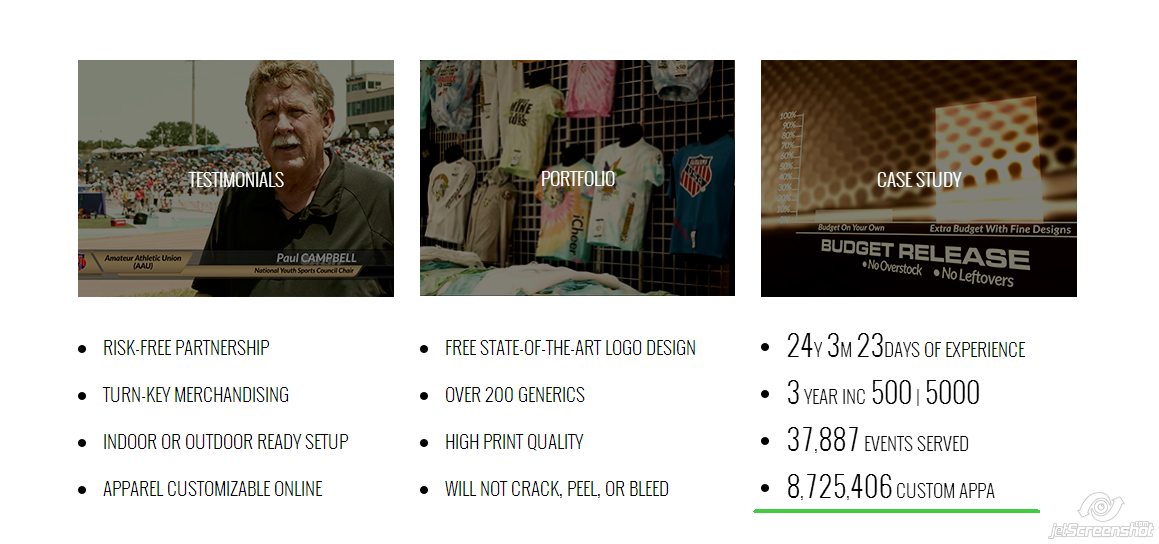 TESTIMONIALS
Amateur Athletic Union
(AAU)
Paul CAMPBELL
National Youth Sports Council Chair
PORTFOLIO
iCheer
CASE STUDY
100%
90%
80%
70%
60%
50%
40%
30%
Budget On Your Own
Extra Budget With Fine Designs
BUDGET RELEASE
•No Overstock •No Leftovers
• RISK-FREE PARTNERSHIP
• TURN-KEY MERCHANDISING
• INDOOR OR OUTDOOR READY SETUP
• APPAREL CUSTOMIZABLE ONLINE
• FREE STATE-OF-THE-ART LOGO DESIGN
• OVER 200 GENERICS
• HIGH PRINT QUALITY
• WILL NOT CRACK, PEEL, OR BLEED
• 24Y 3M 23DAYS OF EXPERIENCE
• 3 YEAR INC 500 | 5000
• 37,887 EVENTS SERVED
• 8,725,406 CUSTOM APPA
jetScreenshot.com